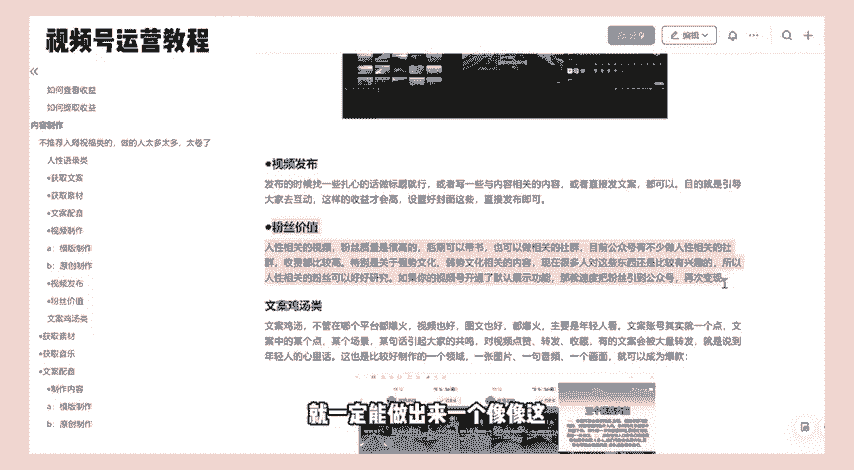 视频号运营教程
分享
编辑
如何查看收益
如何提取收益
内容制作
不推荐入局祝福类的，做的人太多太多，太卷了
人性语录类
•获取文案
•获取素材
•文案配音
•视频制作
a：模版制作
b：原创制作
•视频发布
•粉丝价值
文案鸡汤类
•获取素材
•获取音乐
•文案配音
•制作内容
a：模版制作
b：原创制作
•视频发布
发布的时候找一些扎心的话做标题就行，或者写一些与内容相关的内容，或者直接发文案，都可以。目的就是引导
大家去互动，这样的收益才会高，设置好封面这些，直接发布即可。
•粉丝价值
人性相关的视频，粉丝质量是很高的，后期可以带书，也可以做相关的社群，目前公众号有不少做人性相关的社
群，收费都比较高。特别是关于强势文化，弱势文化相关的内容，现在很多人对这些东西还是比较有兴趣的，所以
人性相关的粉丝可以好好研究。如果你的视频号开通了默认展示功能，那就速度把粉丝引到公众号，再次变现。
文案鸡汤类
文案鸡汤，不管在哪个平台都爆火，视频也好，图文也好，都爆火，主要是年轻人看。文案账号其实就一个点，文
案中的某个点，某个场景，某句话引起大家的共鸣，对视频点赞、转发、收藏，有的文案会被大量转发，就是说到
年轻人的心里话。这也是比较好制作的一个领域，一张图片、一句音频、一个画面，就可以成为爆款：
就一定能做出来一个像像这